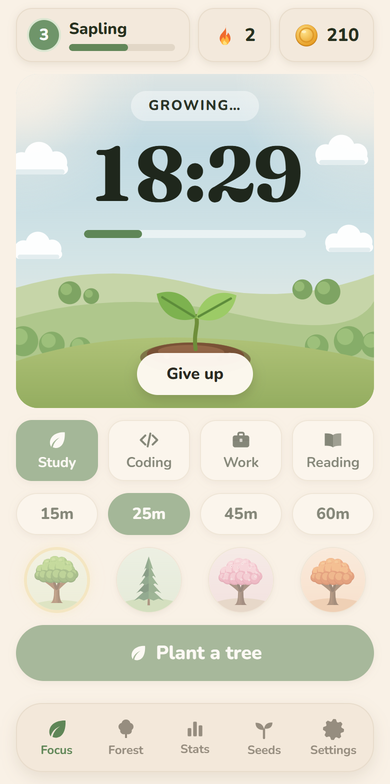 3 Sapling 2 210
GROWING...
18:29
Give up
Study Coding Work Reading
15m 25m 45m 60m
Plant a tree
Focus Forest Stats Seeds Settings